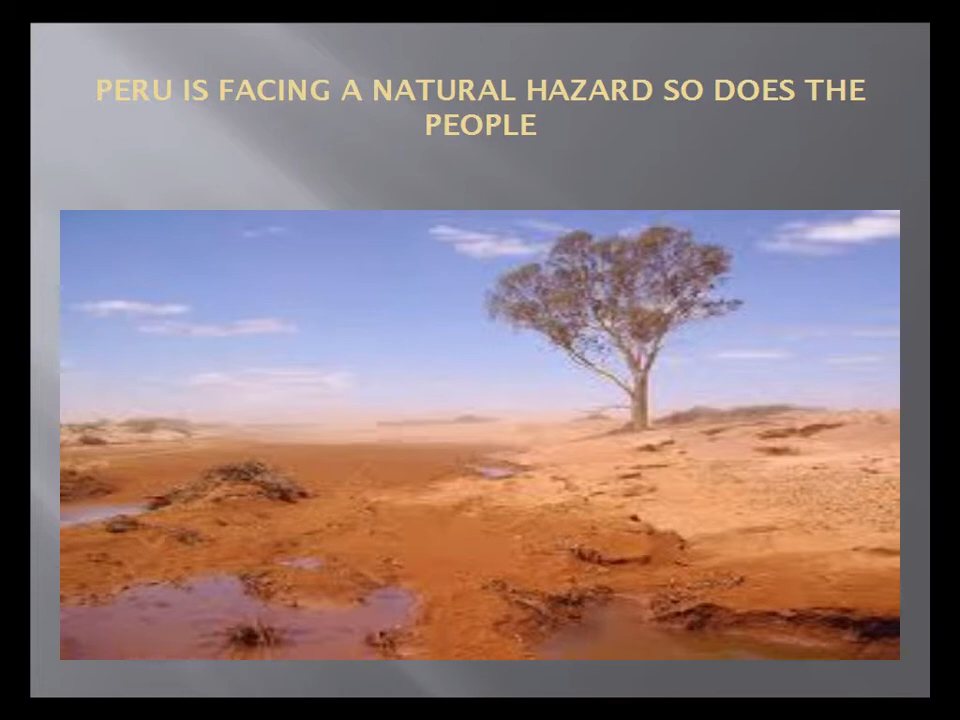 PERU IS FACING A NATURAL HAZARD SO DOES THE
PEOPLE